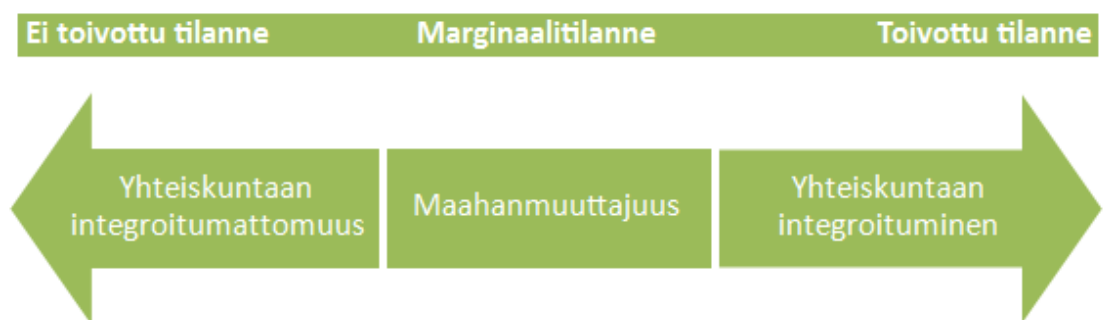 Ei toivottu tilanne
Marginaalitilanne
Toivottu tilanne
Yhteiskuntaan
integroitumattomuus
Maahanmuuttajuus
Yhteiskuntaan
integroituminen